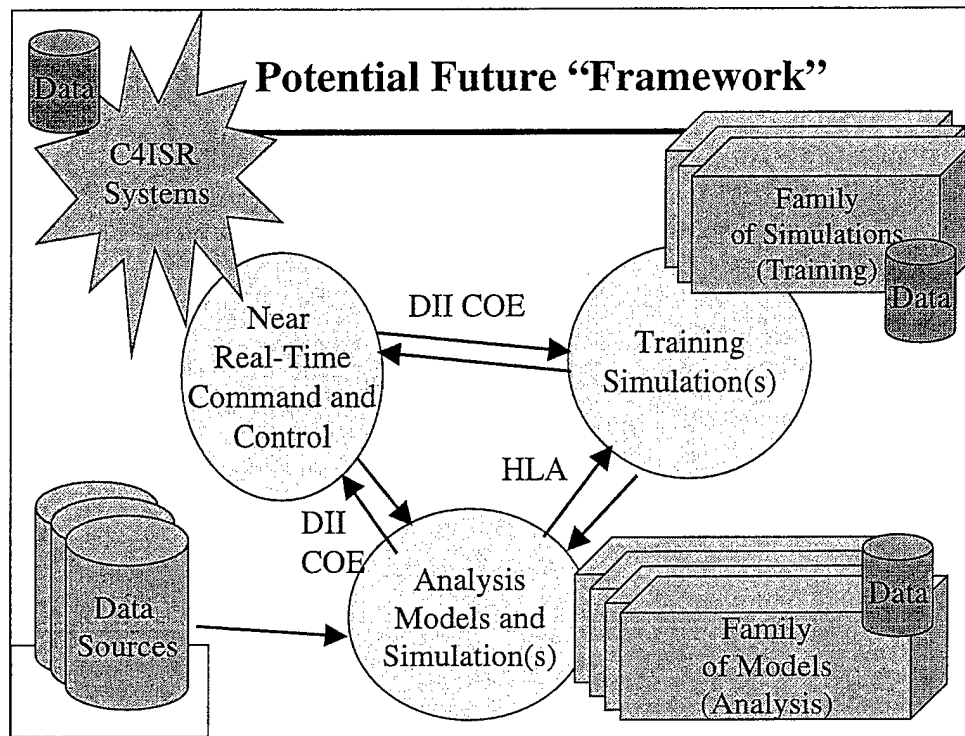 Data
Potential Future “Framework”
C4ISR
Systems
Family
of Simulations
(Training)
Data
Near
Real-Time
Command and
Control
DII COE
Training
Simulation(s)
HLA
DII
COE
Analysis
Models and
Simulation(s)
Data
Sources
Data
Family
of Models
(Analysis)